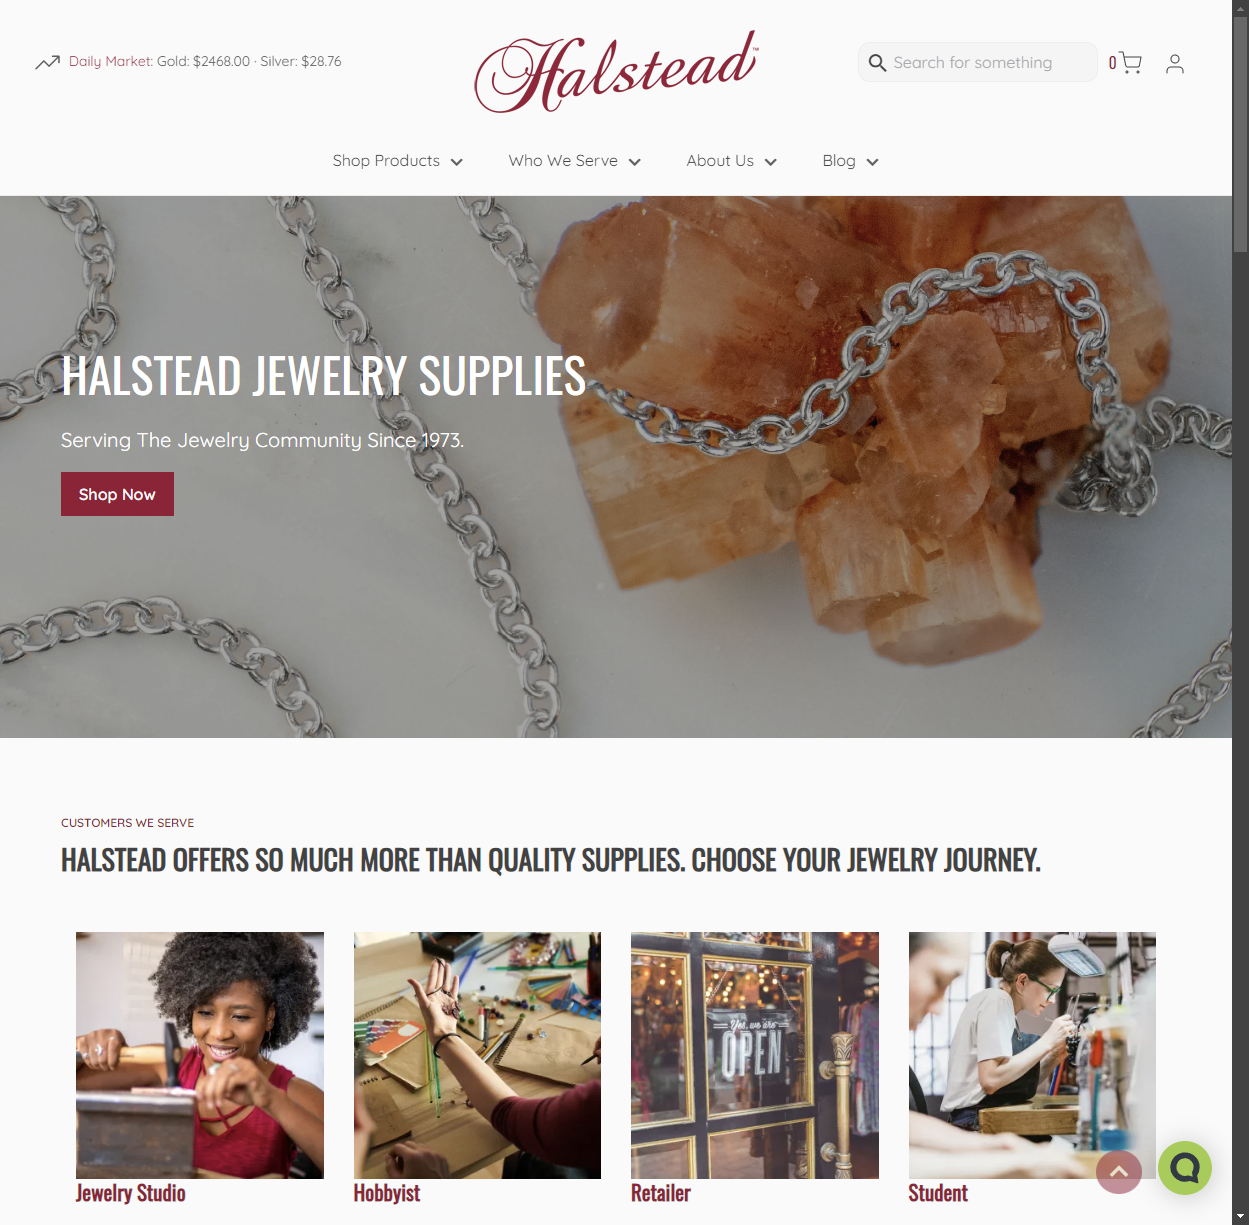 Daily Market: Gold: $2468.00 · Silver: $28.76
Halstead™
Search for something
0
Shop Products
Who We Serve
About Us
Blog
HALSTEAD JEWELRY SUPPLIES
Serving The Jewelry Community Since 1973.
Shop Now
CUSTOMERS WE SERVE
HALSTEAD OFFERS SO MUCH MORE THAN QUALITY SUPPLIES. CHOOSE YOUR JEWELRY JOURNEY.
Yes, we are
OPEN
Jewelry Studio
Hobbyist
Retailer
Student